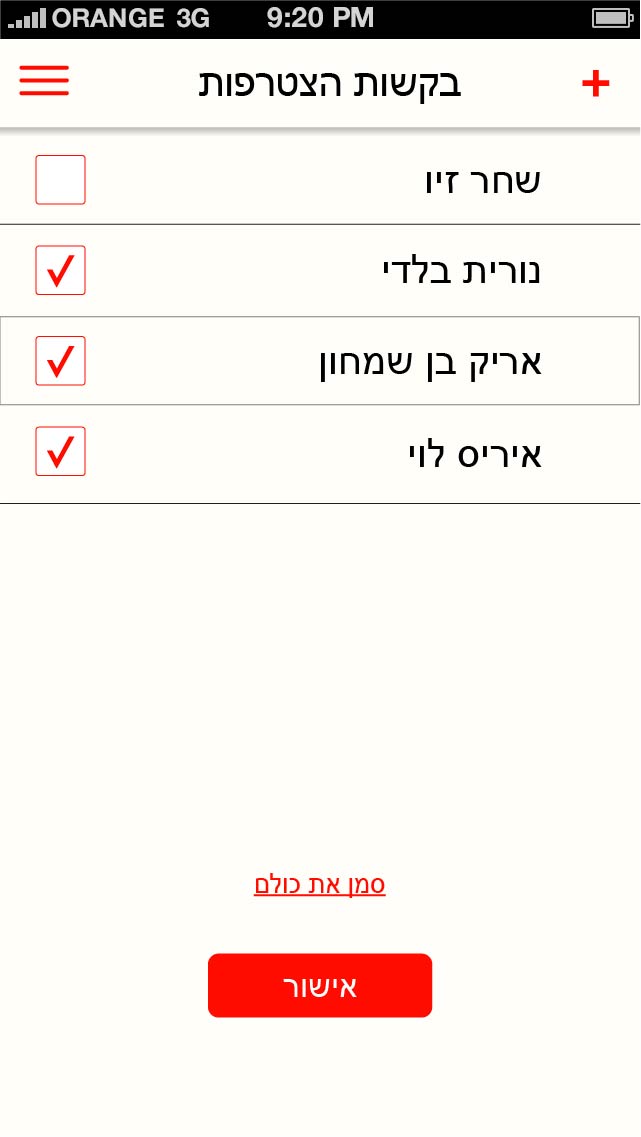 ORANGE 3G 9:20 PM
בקשות הצטרפות +
שחר זיו
נורית בלדי
אריק בן שמחון
איריס לוי
סמן את כולם
אישור